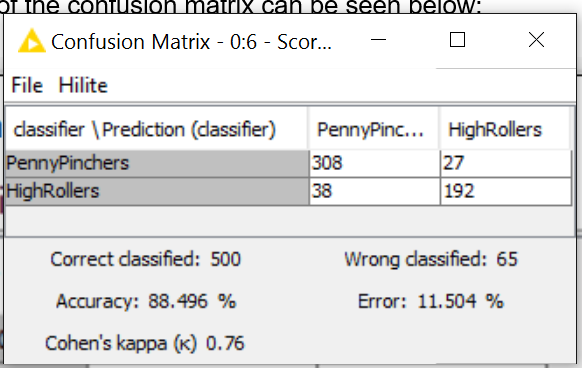 of the confusion matrix can be seen below:
Confusion Matrix - 0:6 - Scor...
File Hilite
classifier \ Prediction (classifier) PennyPinc... HighRollers
PennyPinchers 308 27
HighRollers 38 192
Correct classified: 500 Wrong classified: 65
Accuracy: 88.496 % Error: 11.504 %
Cohen's kappa (κ) 0.76